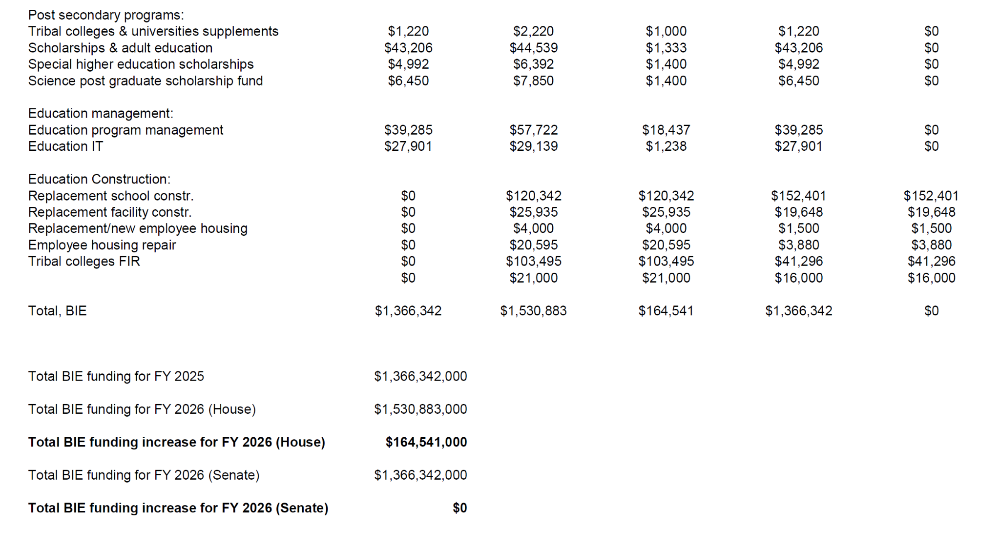 Post secondary programs:
Tribal colleges & universities supplements $1,220 $2,220 $1,000 $1,220 $0
Scholarships & adult education $43,206 $44,539 $1,333 $43,206 $0
Special higher education scholarships $4,992 $6,392 $1,400 $4,992 $0
Science post graduate scholarship fund $6,450 $7,850 $1,400 $6,450 $0
Education management:
Education program management $39,285 $57,722 $18,437 $39,285 $0
Education IT $27,901 $29,139 $1,238 $27,901 $0
Education Construction:
Replacement school constr. $0 $120,342 $120,342 $152,401 $152,401
Replacement facility constr. $0 $25,935 $25,935 $19,648 $19,648
Replacement/new employee housing $0 $4,000 $4,000 $1,500 $1,500
Employee housing repair $0 $20,595 $20,595 $3,880 $3,880
Tribal colleges FIR $0 $103,495 $103,495 $41,296 $41,296
$0 $21,000 $21,000 $16,000 $16,000
Total, BIE $1,366,342 $1,530,883 $164,541 $1,366,342 $0
Total BIE funding for FY 2025 $1,366,342,000
Total BIE funding for FY 2026 (House) $1,530,883,000
Total BIE funding increase for FY 2026 (House) $164,541,000
Total BIE funding for FY 2026 (Senate) $1,366,342,000
Total BIE funding increase for FY 2026 (Senate) $0